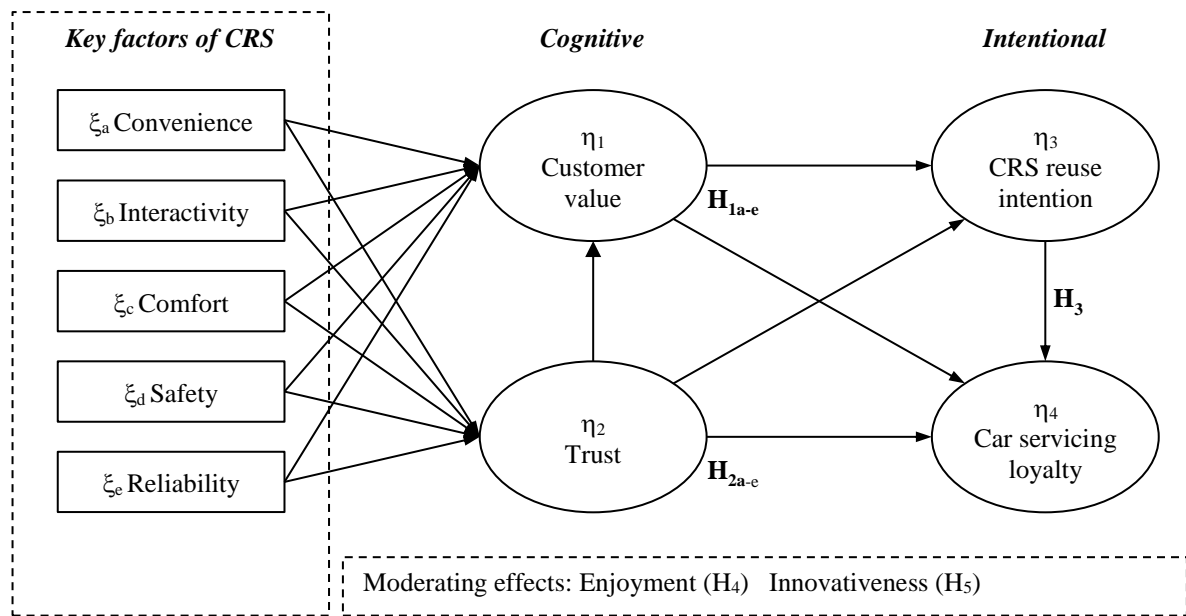 Key factors of CRS
Cognitive
Intentional
ξa Convenience
ξb Interactivity
ξc Comfort
ξd Safety
ξe Reliability
η1
Customer
value
H1a-e
η2
Trust
H2a-e
η3
CRS reuse
intention
H3
η4
Car servicing
loyalty
Moderating effects: Enjoyment (H4) Innovativeness (H5)